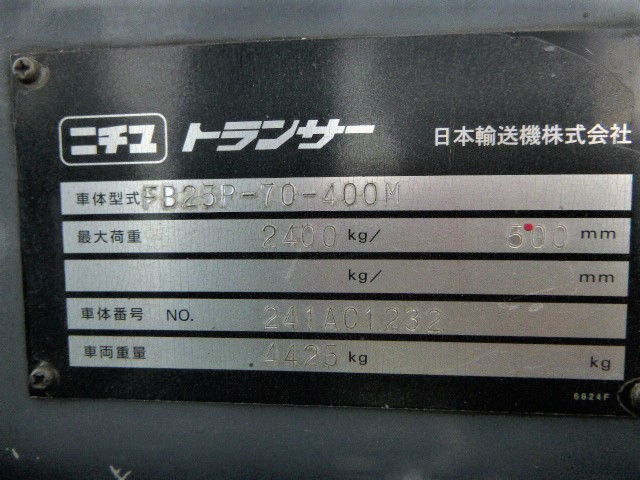 ニチユ トランサー 日本輸送機株式会社
車体型式 FB25P-70-400M
最大荷重 2400 kg/ 500 mm
kg/ mm
車体番号 NO. 241AC1232
車両重量 4425 kg kg
6824F